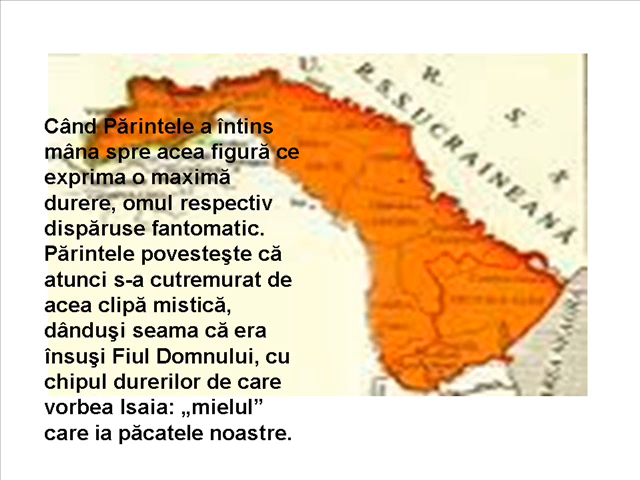 U. R. S. S.
R.S.S. UCRAINEANĂ
Când Părintele a întins
mâna spre acea figură ce
exprima o maximă
durere, omul respectiv
dispăruse fantomatic.
Părintele povesteşte că
atunci s-a cutremurat de
acea clipă mistică,
dânduşi seama că era
însuşi Fiul Domnului, cu
chipul durerilor de care
vorbea Isaia: „mielul”
care ia păcatele noastre.